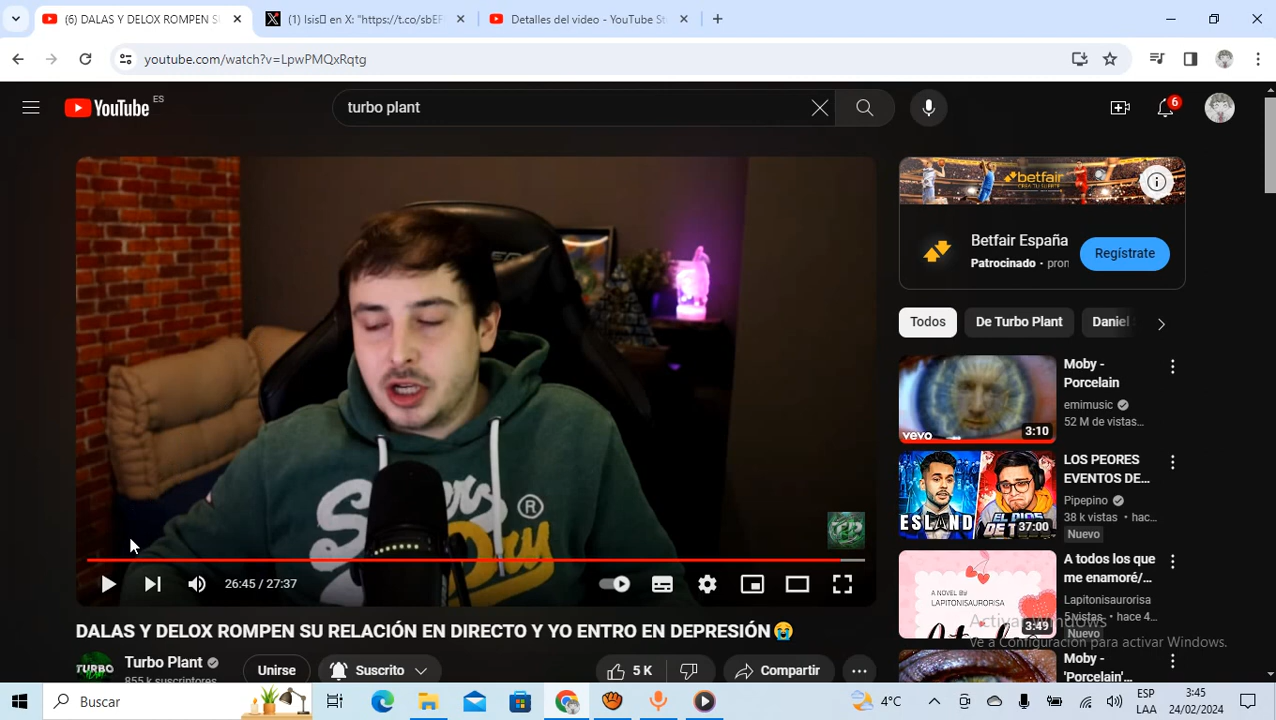 (6) DALAS Y DELOX ROMPEN S
(1) Isis en X: "https://t.co/sbEF
Detalles del video - YouTube St
youtube.com/watch?v=LpwPMQxRqtg
YouTube ES
turbo plant
6
betfair
Betfair España
Patrocinado • pron
Regístrate
Todos
De Turbo Plant
Daniel
Moby -
Porcelain
emimusic
52 M de vistas...
vevo
3:10
LOS PEORES
EVENTOS DE...
Pipepino
38 k vistas • hac...
Nuevo
ESLAND
37:00
A todos los que
me enamoré/...
Lapitonisaurorisa
5 vistas • hace 4...
Nuevo
A NOVEL BY
LAPITONISAURORISA
3:49
Moby -
'Porcelain'...
®
TP
26:45 / 27:37
DALAS Y DELOX ROMPEN SU RELACIÓN EN DIRECTO Y YO ENTRO EN DEPRESIÓN😭
TURBO
Turbo Plant
855 k suscriptores
Unirse
Suscrito
5 K
Compartir
Activar Windows
Ve a Configuración para activar Windows.
Buscar
4°C
ESP
LAA
3:45
24/02/2024